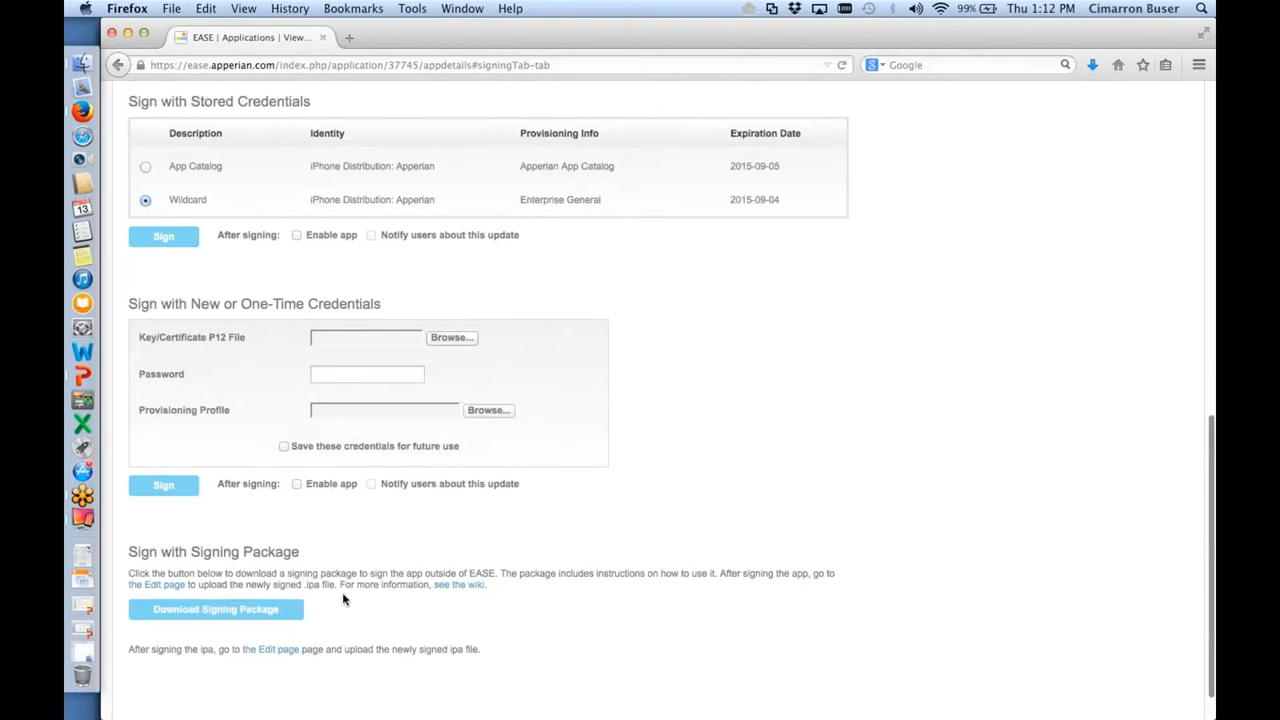 Firefox File Edit View History Bookmarks Tools Window Help 99% Thu 1:12 PM Cimarron Buser
EASE | Applications | View...
https://ease.apperian.com/index.php/application/37745/appdetails#signingTab-tab
Google
Sign with Stored Credentials
Description Identity Provisioning Info Expiration Date
App Catalog iPhone Distribution: Apperian Apperian App Catalog 2015-09-05
Wildcard iPhone Distribution: Apperian Enterprise General 2015-09-04
Sign After signing: Enable app Notify users about this update
Sign with New or One-Time Credentials
Key/Certificate P12 File Browse...
Password
Provisioning Profile Browse...
Save these credentials for future use
Sign After signing: Enable app Notify users about this update
Sign with Signing Package
Click the button below to download a signing package to sign the app outside of EASE. The package includes instructions on how to use it. After signing the app, go to
the Edit page to upload the newly signed .ipa file. For more information, see the wiki.
Download Signing Package
After signing the ipa, go to the Edit page page and upload the newly signed ipa file.